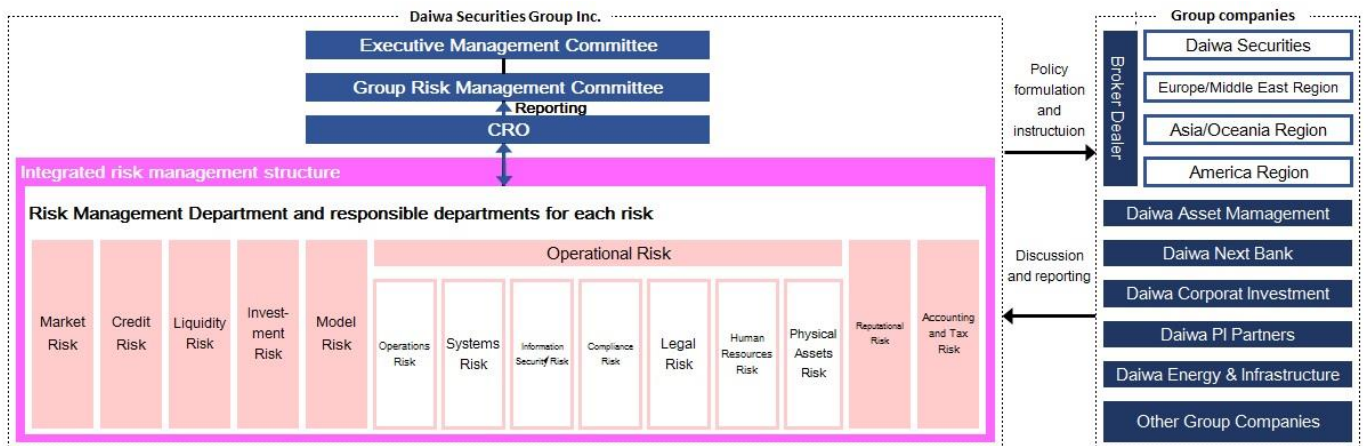 Daiwa Securities Group Inc.
Executive Management Committee
Group Risk Management Committee
Reporting
CRO
Integrated risk management structure
Risk Management Department and responsible departments for each risk
Market
Risk
Credit
Risk
Liquidity
Risk
Invest-
ment
Risk
Model
Risk
Operational Risk
Operations
Risk
Systems
Risk
Information
Security Risk
Compliance
Risk
Legal
Risk
Human
Resources
Risk
Physical
Assets
Risk
Reputational
Risk
Accounting
and Tax
Risk
Policy
formulation
and
instructuion
Discussion
and reporting
Group companies
Broker Dealer
Daiwa Securities
Europe/Middle East Region
Asia/Oceania Region
America Region
Daiwa Asset Mamagement
Daiwa Next Bank
Daiwa Corporat Investment
Daiwa PI Partners
Daiwa Energy & Infrastructure
Other Group Companies